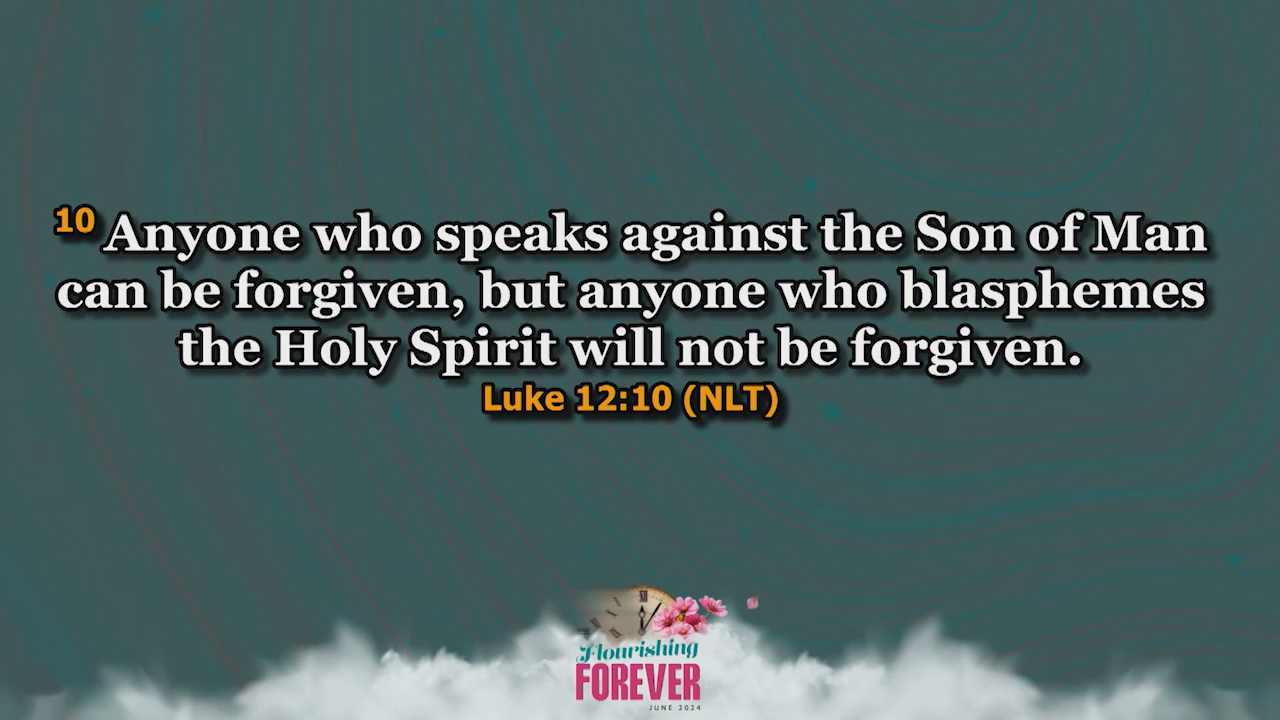 10 Anyone who speaks against the Son of Man
can be forgiven, but anyone who blasphemes
the Holy Spirit will not be forgiven.
Luke 12:10 (NLT)
Flourishing
FOREVER
JUNE 2024